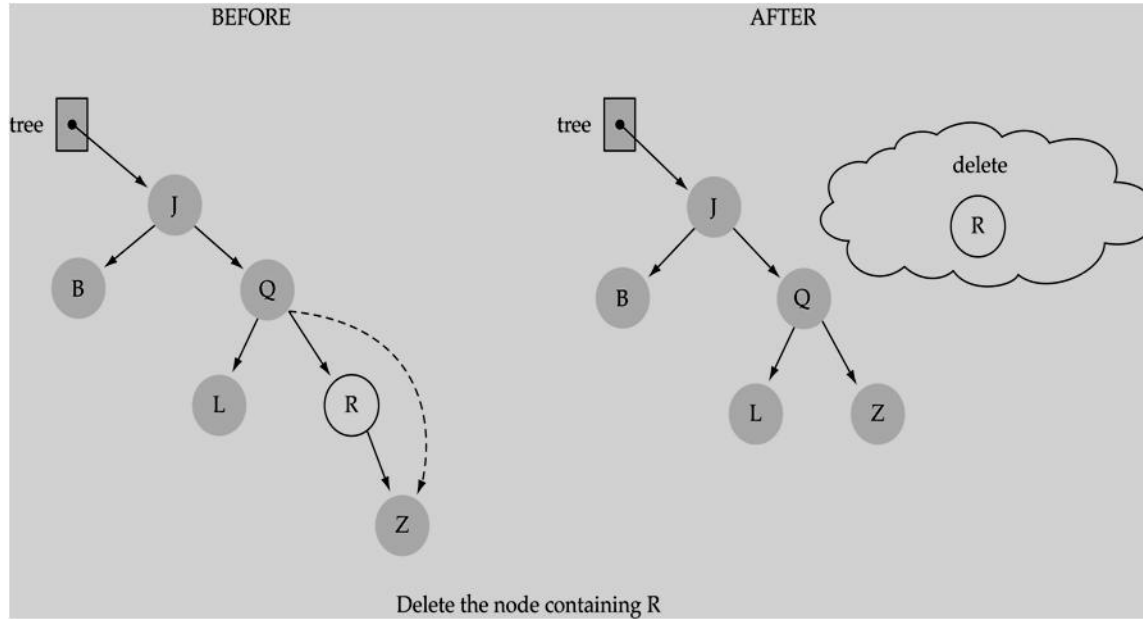 BEFORE
AFTER
tree
J
B
Q
L
R
Z
tree
J
B
Q
L
Z
delete
R
Delete the node containing R